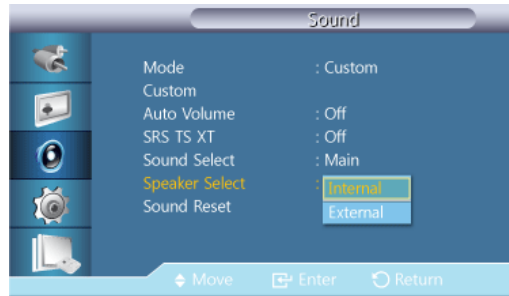 Sound
Mode : Custom
Custom
Auto Volume : Off
SRS TS XT : Off
Sound Select : Main
Speaker Select : Internal
External
Sound Reset
Move Enter Return